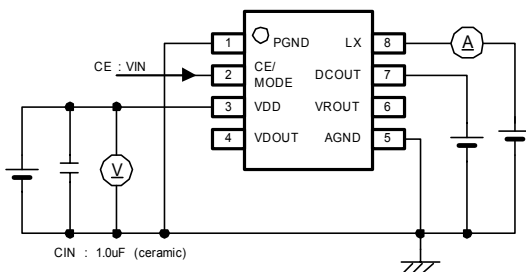 1 PGND LX 8 A
CE : VIN 2 CE/ MODE DCOUT 7
3 VDD VROUT 6
4 VDOUT AGND 5
V
CIN : 1.0uF (ceramic)